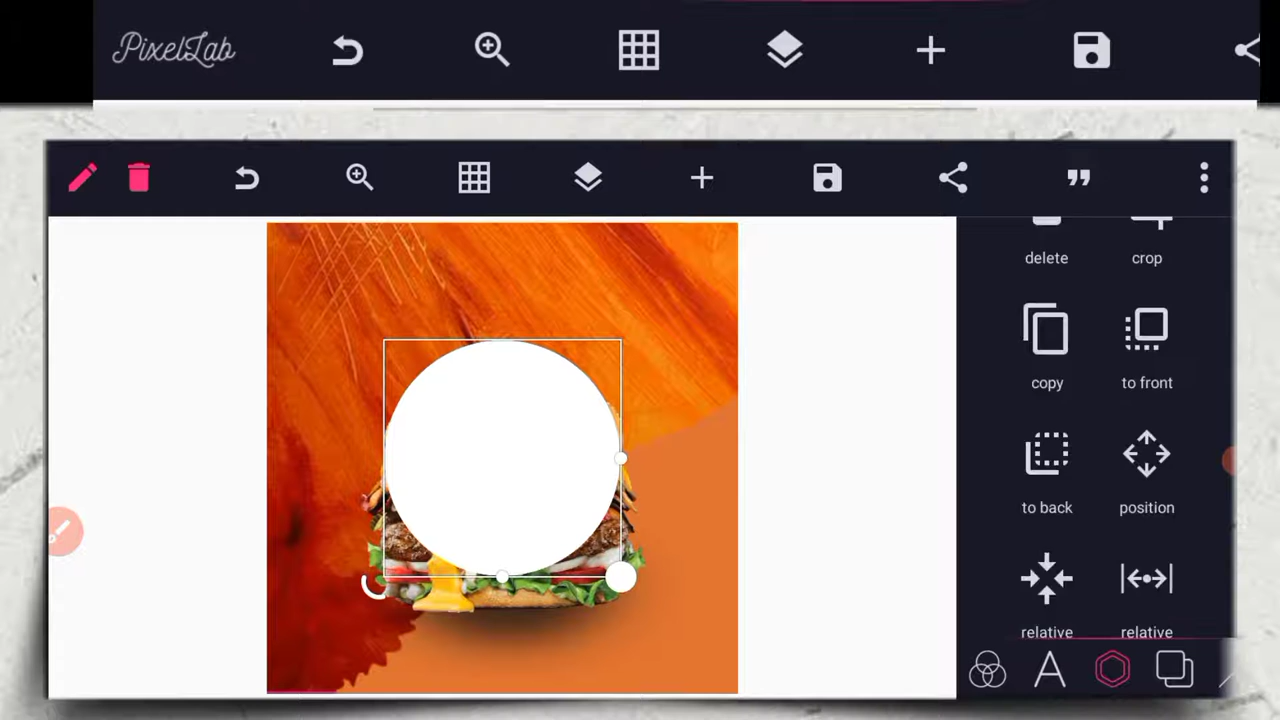 PixelLab
delete crop
copy to front
to back position
relative relative